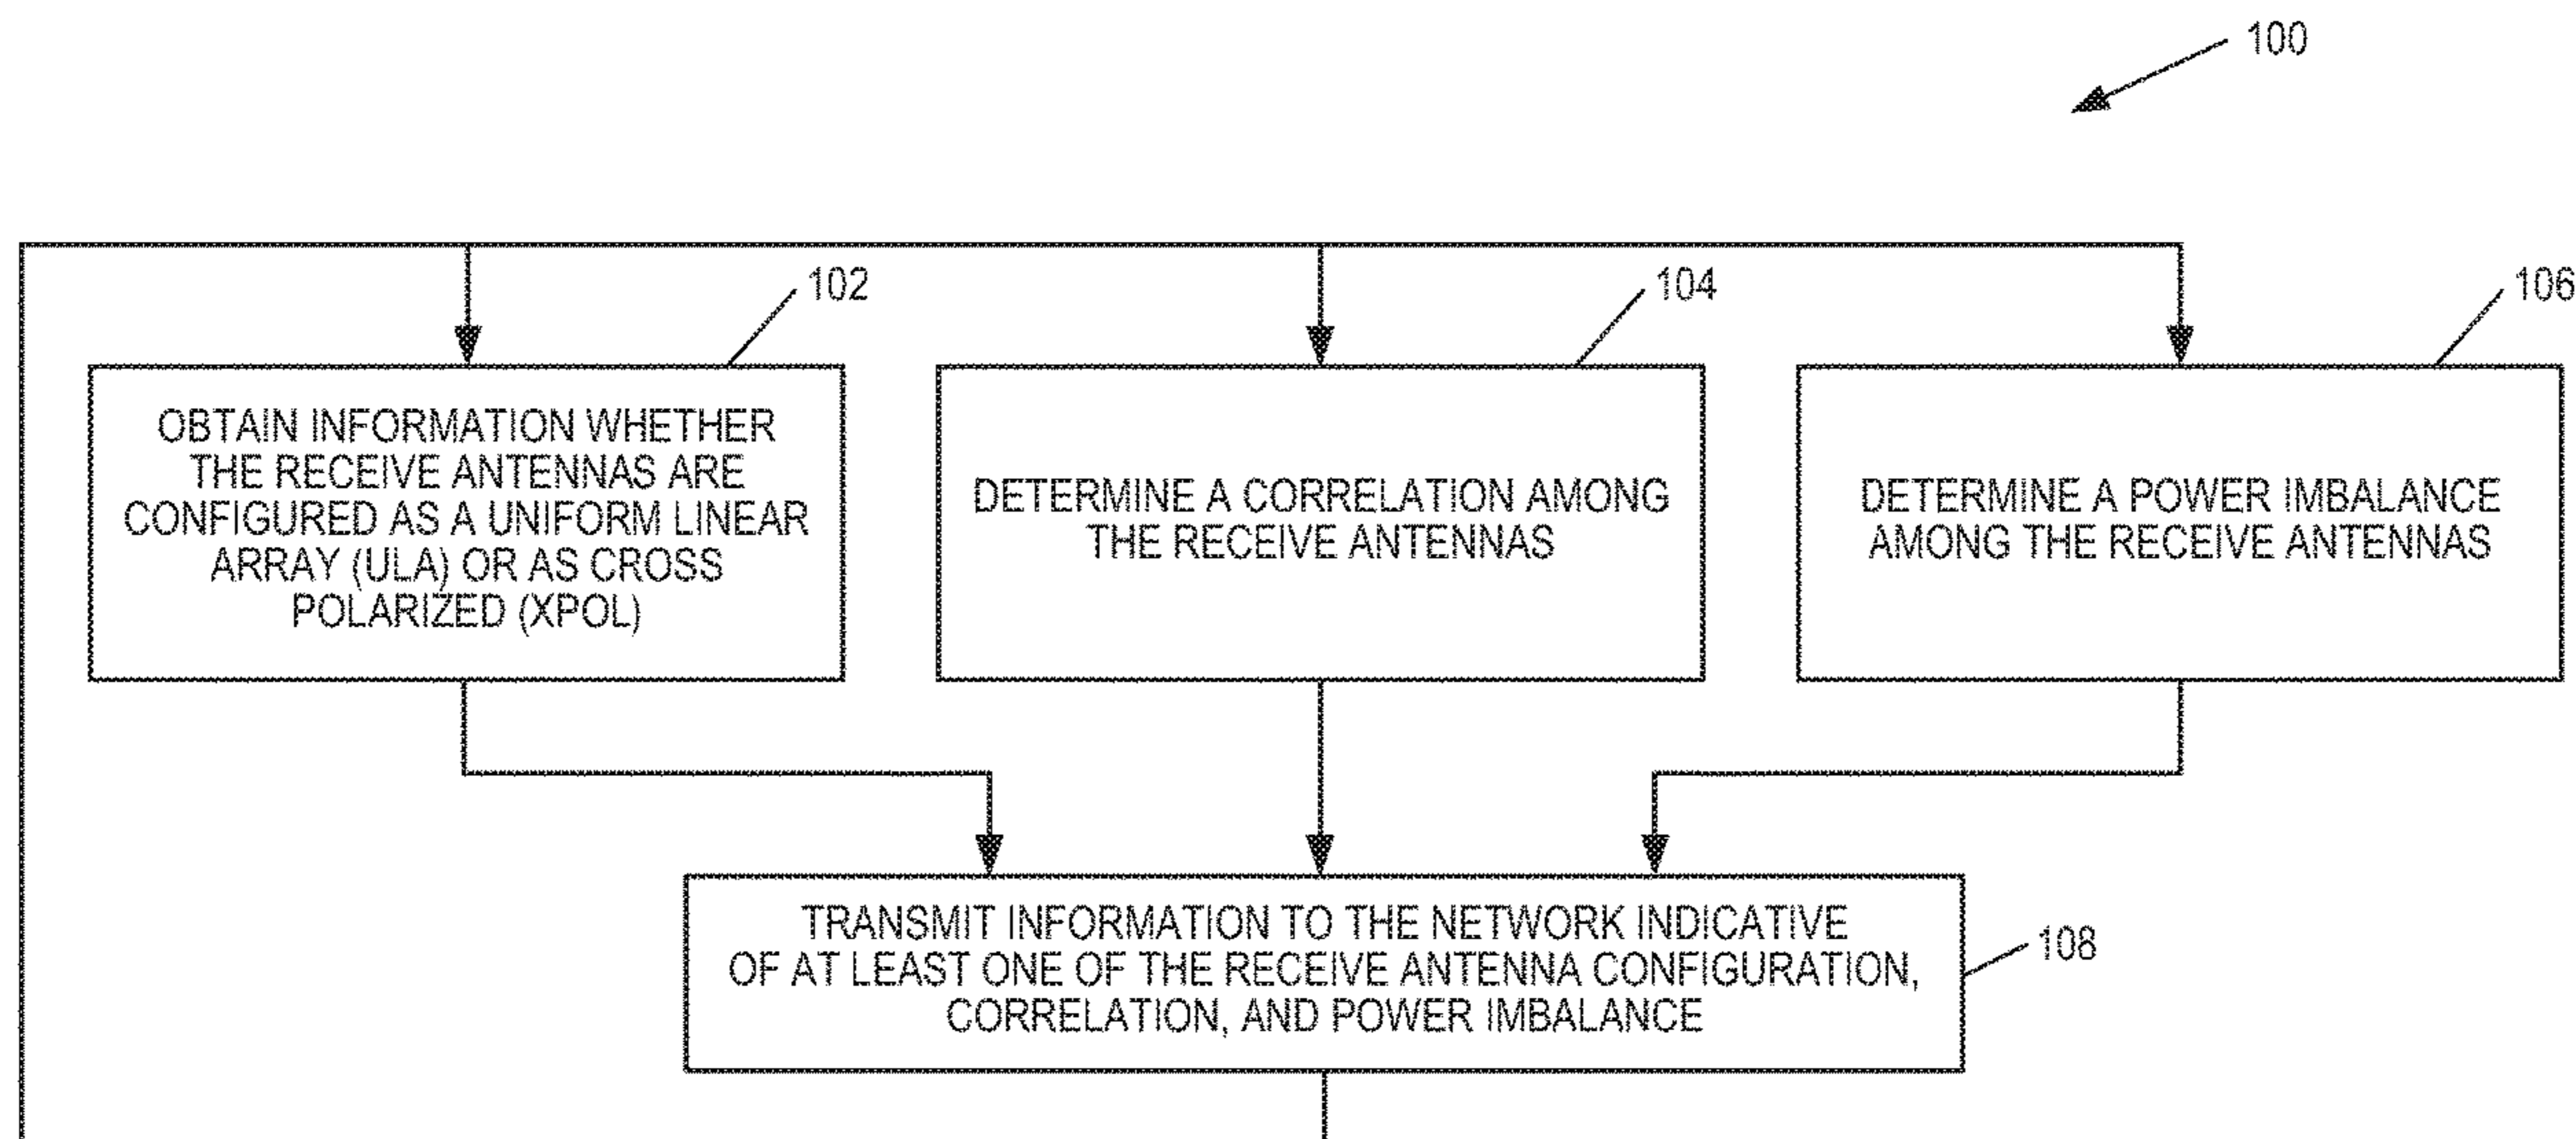 100
102
104
106
OBTAIN INFORMATION WHETHER
THE RECEIVE ANTENNAS ARE
CONFIGURED AS A UNIFORM LINEAR
ARRAY (ULA) OR AS CROSS
POLARIZED (XPOL)
DETERMINE A CORRELATION AMONG
THE RECEIVE ANTENNAS
DETERMINE A POWER IMBALANCE
AMONG THE RECEIVE ANTENNAS
TRANSMIT INFORMATION TO THE NETWORK INDICATIVE
OF AT LEAST ONE OF THE RECEIVE ANTENNA CONFIGURATION,
CORRELATION, AND POWER IMBALANCE
108